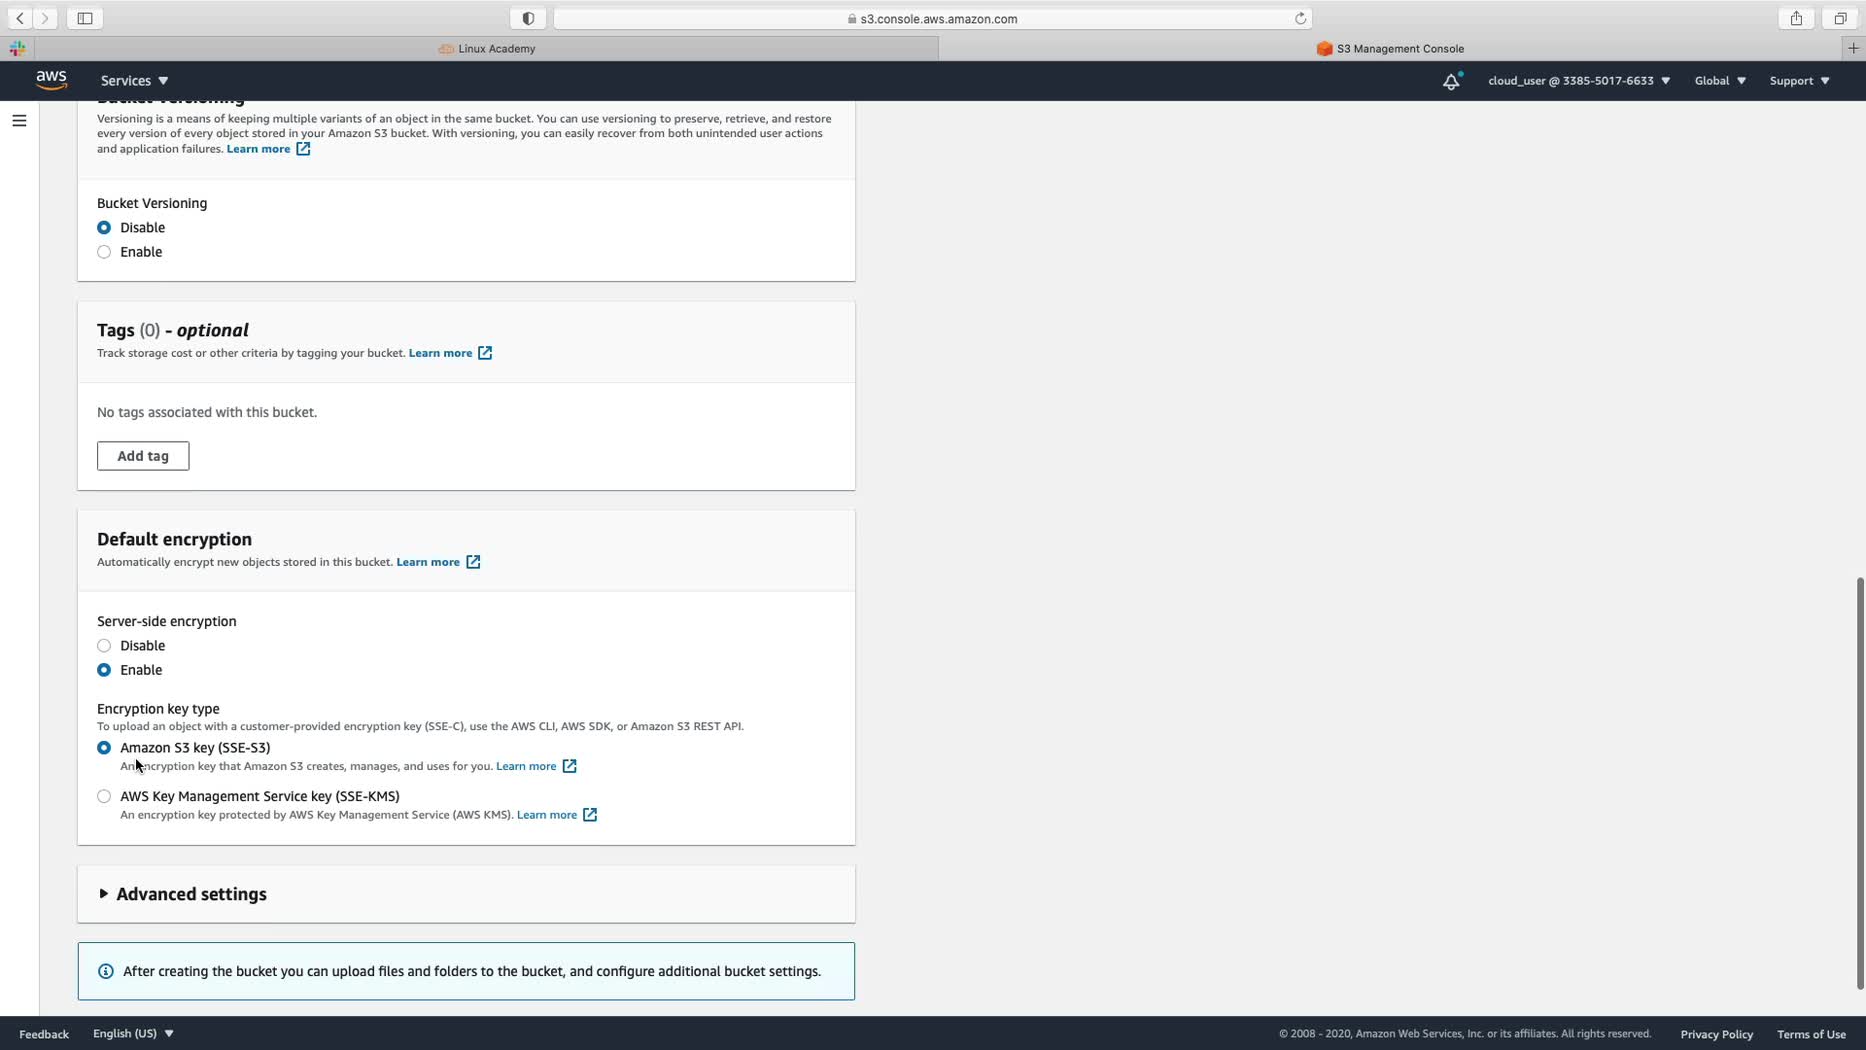 s3.console.aws.amazon.com
Linux Academy
S3 Management Console
aws
Services
cloud_user @ 3385-5017-6633
Global
Support
Bucket Versioning
Versioning is a means of keeping multiple variants of an object in the same bucket. You can use versioning to preserve, retrieve, and restore
every version of every object stored in your Amazon S3 bucket. With versioning, you can easily recover from both unintended user actions
and application failures. Learn more
Bucket Versioning
Disable
Enable
Tags (0) - optional
Track storage cost or other criteria by tagging your bucket. Learn more
No tags associated with this bucket.
Add tag
Default encryption
Automatically encrypt new objects stored in this bucket. Learn more
Server-side encryption
Disable
Enable
Encryption key type
To upload an object with a customer-provided encryption key (SSE-C), use the AWS CLI, AWS SDK, or Amazon S3 REST API.
Amazon S3 key (SSE-S3)
An encryption key that Amazon S3 creates, manages, and uses for you. Learn more
AWS Key Management Service key (SSE-KMS)
An encryption key protected by AWS Key Management Service (AWS KMS). Learn more
Advanced settings
After creating the bucket you can upload files and folders to the bucket, and configure additional bucket settings.
Feedback
English (US)
© 2008 - 2020, Amazon Web Services, Inc. or its affiliates. All rights reserved.
Privacy Policy
Terms of Use